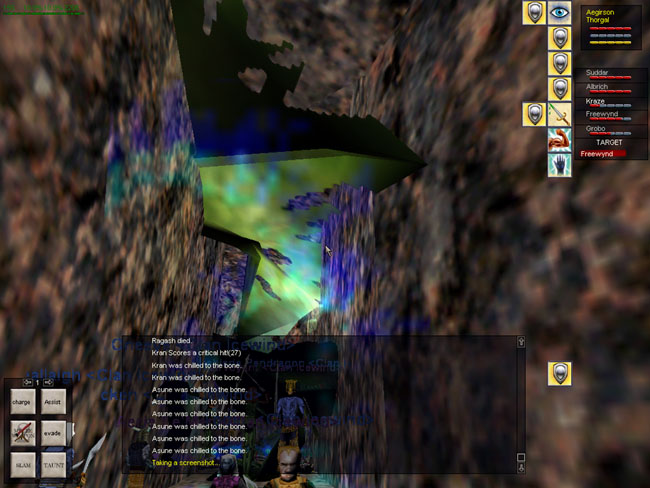 Aegirson
Thorgal
Suddar
Albrich
Kraze
Freewynd
Grobo
TARGET
Freewynd
Ragash died.
Kran Scores a critical hit!(27)
Kran was chilled to the bone.
Kran was chilled to the bone.
Asune was chilled to the bone.
Asune was chilled to the bone.
Asune was chilled to the bone.
Asune was chilled to the bone.
Asune was chilled to the bone.
Asune was chilled to the bone.
Taking a screenshot...
1
charge Assist
evade
SLAM TAUNT